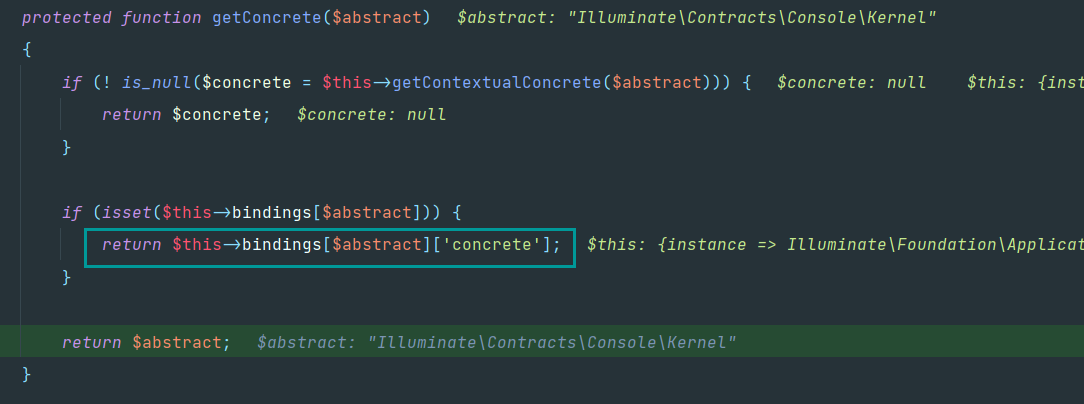 protected function getConcrete($abstract)  $abstract: "Illuminate\Contracts\Console\Kernel"
{
    if (! is_null($concrete = $this->getContextualConcrete($abstract))) {  $concrete: null    $this: {inst
        return $concrete;  $concrete: null
    }
    if (isset($this->bindings[$abstract])) {
        return $this->bindings[$abstract]['concrete'];  $this: {instance => Illuminate\Foundation\Applicat
    }
    return $abstract;  $abstract: "Illuminate\Contracts\Console\Kernel"
}